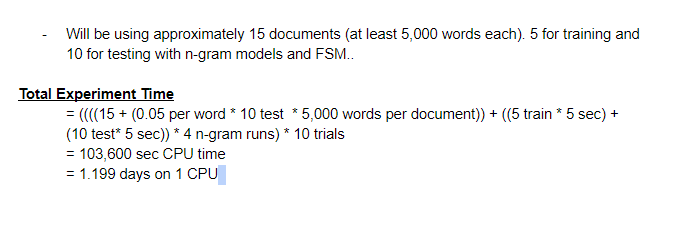 - Will be using approximately 15 documents (at least 5,000 words each). 5 for training and
10 for testing with n-gram models and FSM..
Total Experiment Time
= ((((15 + (0.05 per word * 10 test * 5,000 words per document)) + ((5 train * 5 sec) +
(10 test* 5 sec)) * 4 n-gram runs) * 10 trials
= 103,600 sec CPU time
= 1.199 days on 1 CPU